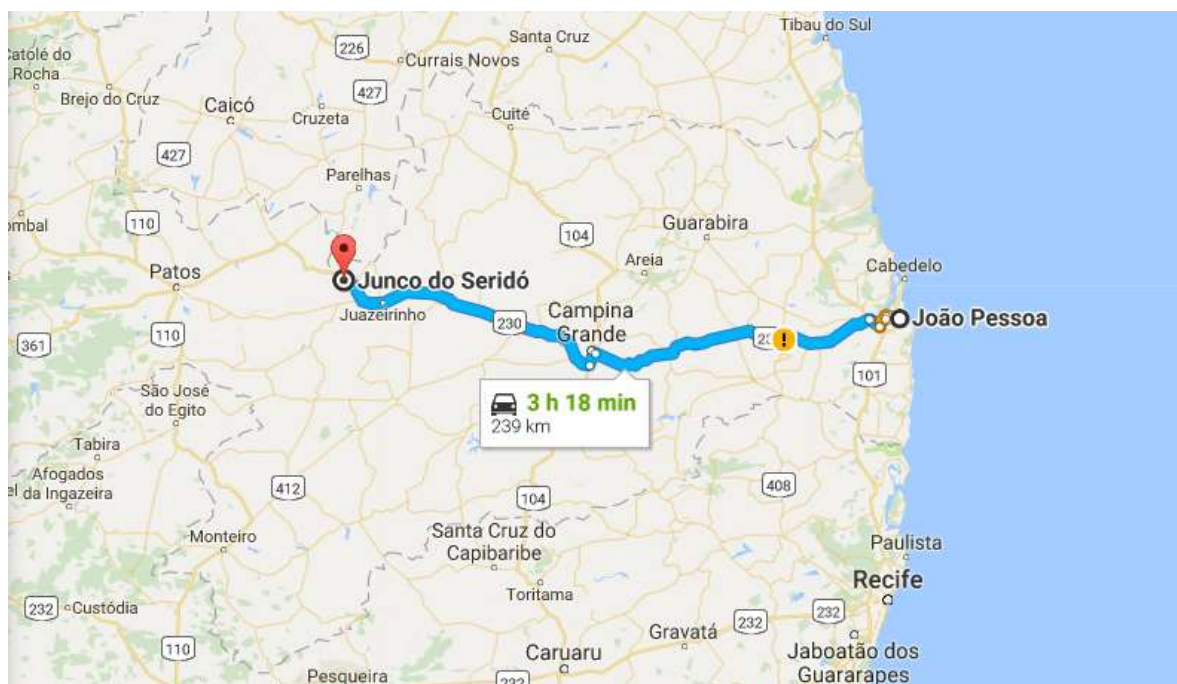 Tibau do Sul
Santa Cruz
226
Currais Novos
Catolé do
Rocha
427
Brejo do Cruz
Caicó
Cruzeta
Cuité
427
Parelhas
110
Guarabira
104
Areia
Patos
Junco do Seridó
Cabedelo
Juazeirinho
230
Campina
Grande
João Pessoa
!
110
361
101
São José
do Egito
3 h 18 min
239 km
Tabira
Afogados
da Ingazeira
412
408
104
Santa Cruz do
Capibaribe
Monteiro
Paulista
Toritama
Recife
232
Custódia
232
Gravatá
232
110
Caruaru
Jaboatão dos
Guararapes
Pesqueira
232